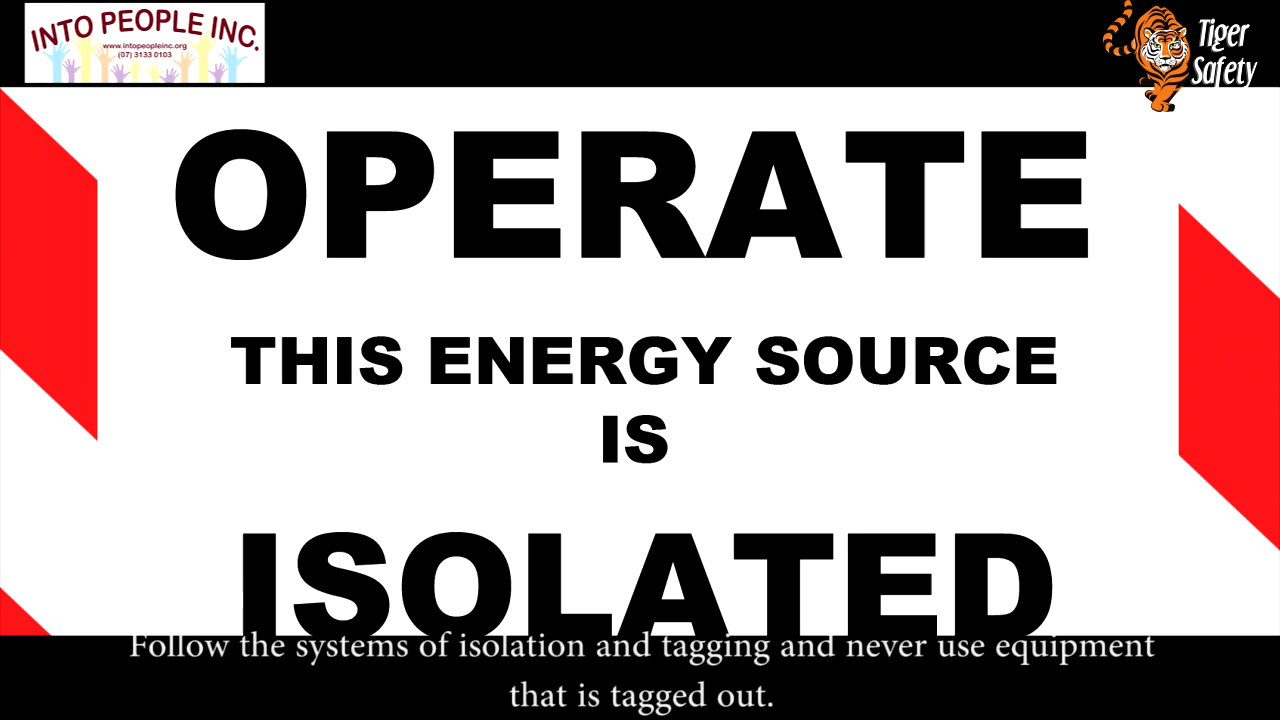 INTO PEOPLE INC.
www.intopeopleinc.org
(07) 3133 0103
Tiger
Safety
OPERATE
THIS ENERGY SOURCE
IS
ISOLATED
Follow the systems of isolation and tagging and never use equipment
that is tagged out.